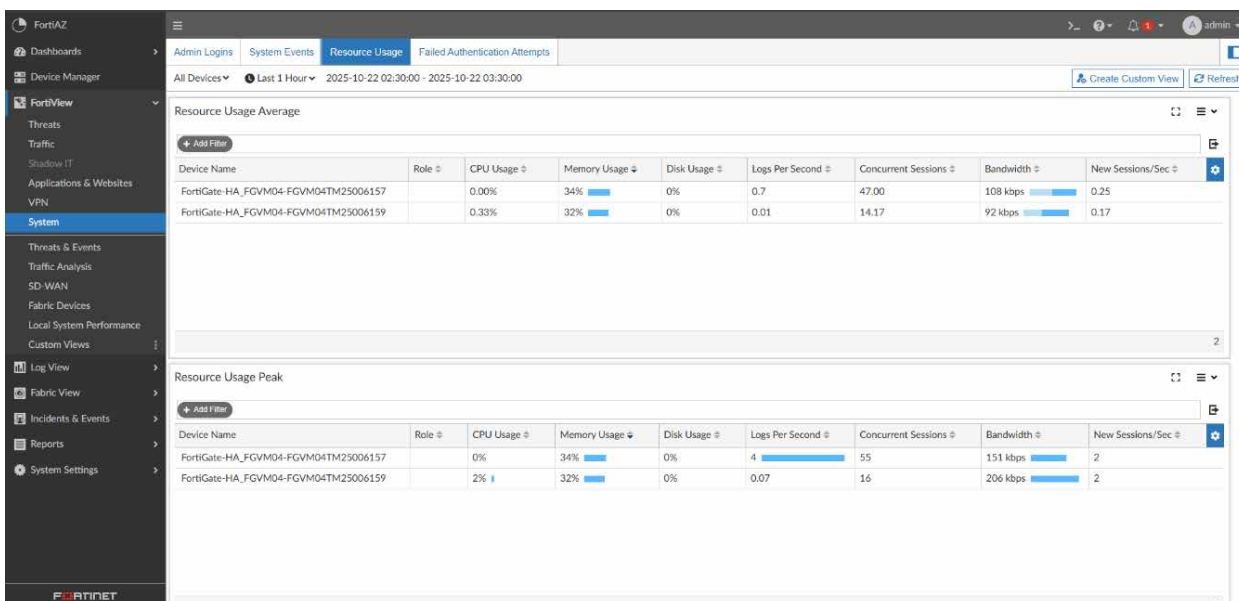 FortiAZ
>_ admin
A
1
Dashboards
Admin Logins System Events Resource Usage Failed Authentication Attempts
Device Manager
All Devices Last 1 Hour 2025-10-22 02:30:00 - 2025-10-22 03:30:00 Create Custom View Refresh
FortiView
Threats
Traffic
Shadow IT
Applications & Websites
VPN
System
Threats & Events
Traffic Analysis
SD-WAN
Fabric Devices
Local System Performance
Custom Views
Log View
Fabric View
Incidents & Events
Reports
System Settings
FORTINET
Resource Usage Average
+ Add Filter
Device Name Role CPU Usage Memory Usage Disk Usage Logs Per Second Concurrent Sessions Bandwidth New Sessions/Sec
FortiGate-HA_FGVM04-FGVM04TM25006157 0.00% 34% 0% 0.7 47.00 108 kbps 0.25
FortiGate-HA_FGVM04-FGVM04TM25006159 0.33% 32% 0% 0.01 14.17 92 kbps 0.17
2
Resource Usage Peak
+ Add Filter
Device Name Role CPU Usage Memory Usage Disk Usage Logs Per Second Concurrent Sessions Bandwidth New Sessions/Sec
FortiGate-HA_FGVM04-FGVM04TM25006157 0% 34% 0% 4 55 151 kbps 2
FortiGate-HA_FGVM04-FGVM04TM25006159 2% 32% 0% 0.07 16 206 kbps 2